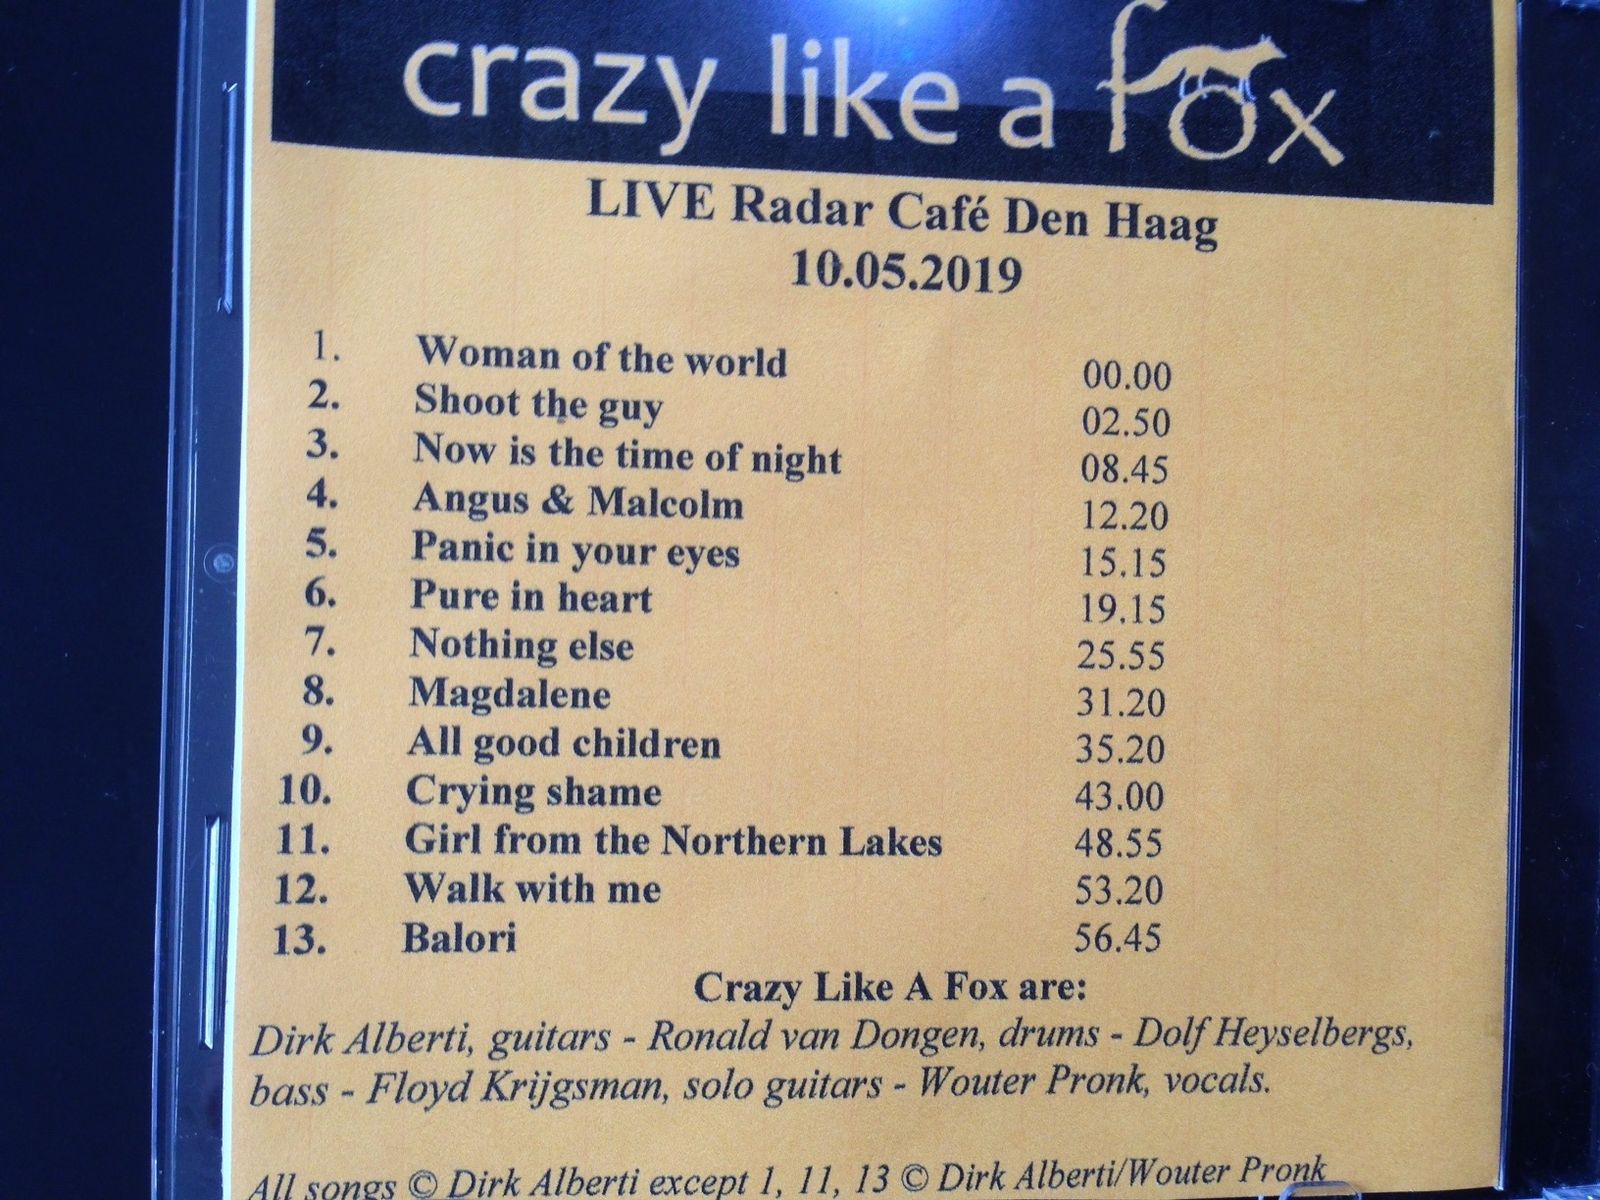 crazy like a fox
LIVE Radar Café Den Haag
10.05.2019
1. Woman of the world 00.00
2. Shoot the guy 02.50
3. Now is the time of night 08.45
4. Angus & Malcolm 12.20
5. Panic in your eyes 15.15
6. Pure in heart 19.15
7. Nothing else 25.55
8. Magdalene 31.20
9. All good children 35.20
10. Crying shame 43.00
11. Girl from the Northern Lakes 48.55
12. Walk with me 53.20
13. Balori 56.45
Crazy Like A Fox are:
Dirk Alberti, guitars - Ronald van Dongen, drums - Dolf Heyselbergs,
bass - Floyd Krijgsman, solo guitars - Wouter Pronk, vocals.
All songs © Dirk Alberti except 1, 11, 13 © Dirk Alberti/Wouter Pronk